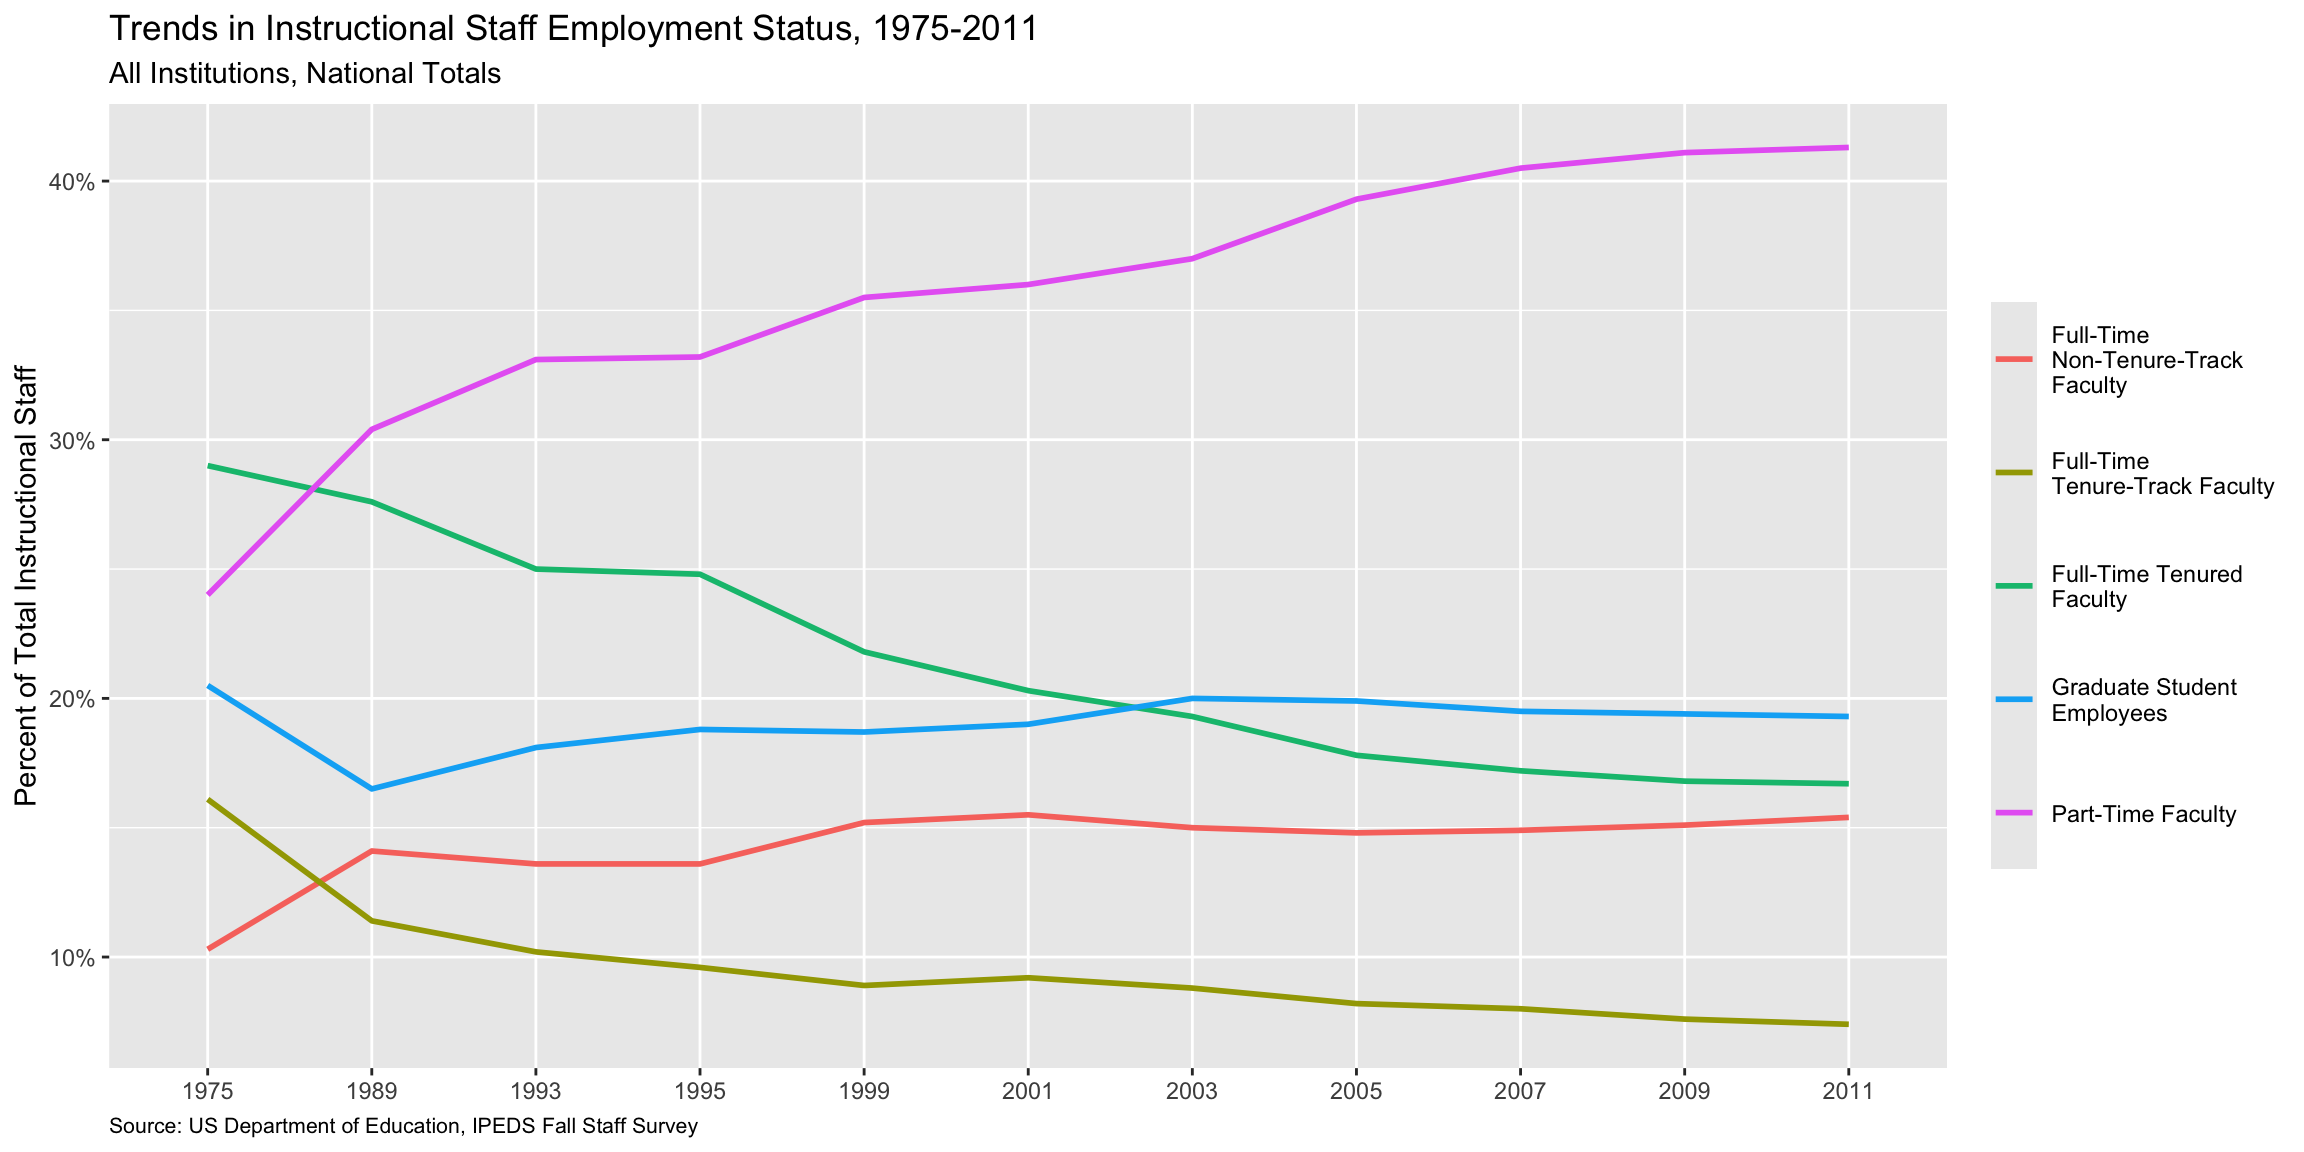 Trends in Instructional Staff Employment Status, 1975-2011
All Institutions, National Totals
Percent of Total Instructional Staff
40%
30%
20%
10%
1975 1989 1993 1995 1999 2001 2003 2005 2007 2009 2011
Full-Time
Non-Tenure-Track
Faculty
Full-Time
Tenure-Track Faculty
Full-Time Tenured
Faculty
Graduate Student
Employees
Part-Time Faculty
Source: US Department of Education, IPEDS Fall Staff Survey